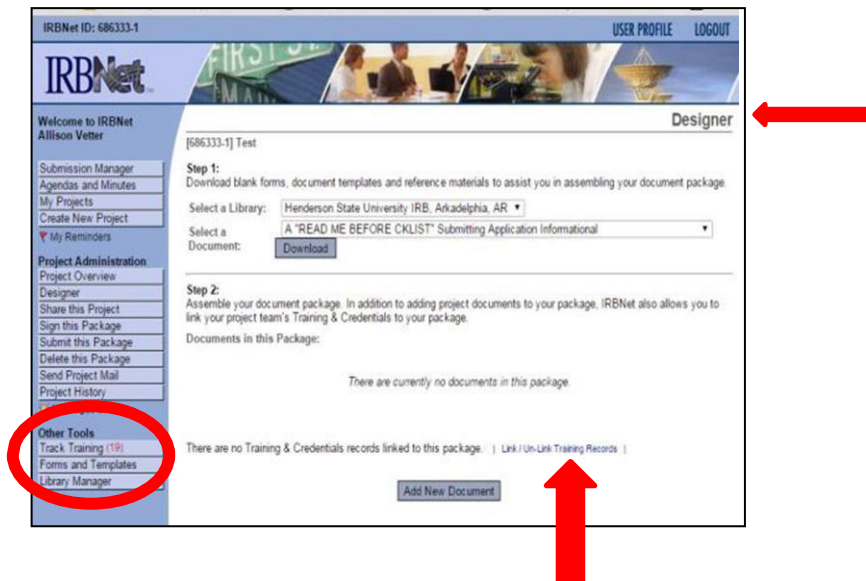 IRBNet ID: 686333-1
USER PROFILE LOGOUT
IRBNet
FIRST ST.
MAIN
Welcome to IRBNet
Allison Vetter
Submission Manager
Agendas and Minutes
My Projects
Create New Project
My Reminders
Project Administration
Project Overview
Designer
Share this Project
Sign this Package
Submit this Package
Delete this Package
Send Project Mail
Project History
Other Tools
Track Training (19)
Forms and Templates
Library Manager
Designer
[686333-1] Test
Step 1:
Download blank forms, document templates and reference materials to assist you in assembling your document package.
Select a Library: Henderson State University IRB, Arkadelphia, AR
Select a Document: A "READ ME BEFORE CKLIST" Submitting Application Informational
Download
Step 2:
Assemble your document package. In addition to adding project documents to your package, IRBNet also allows you to
link your project team's Training & Credentials to your package.
Documents in this Package:
There are currently no documents in this package.
There are no Training & Credentials records linked to this package. | Link / Un-Link Training Records |
Add New Document